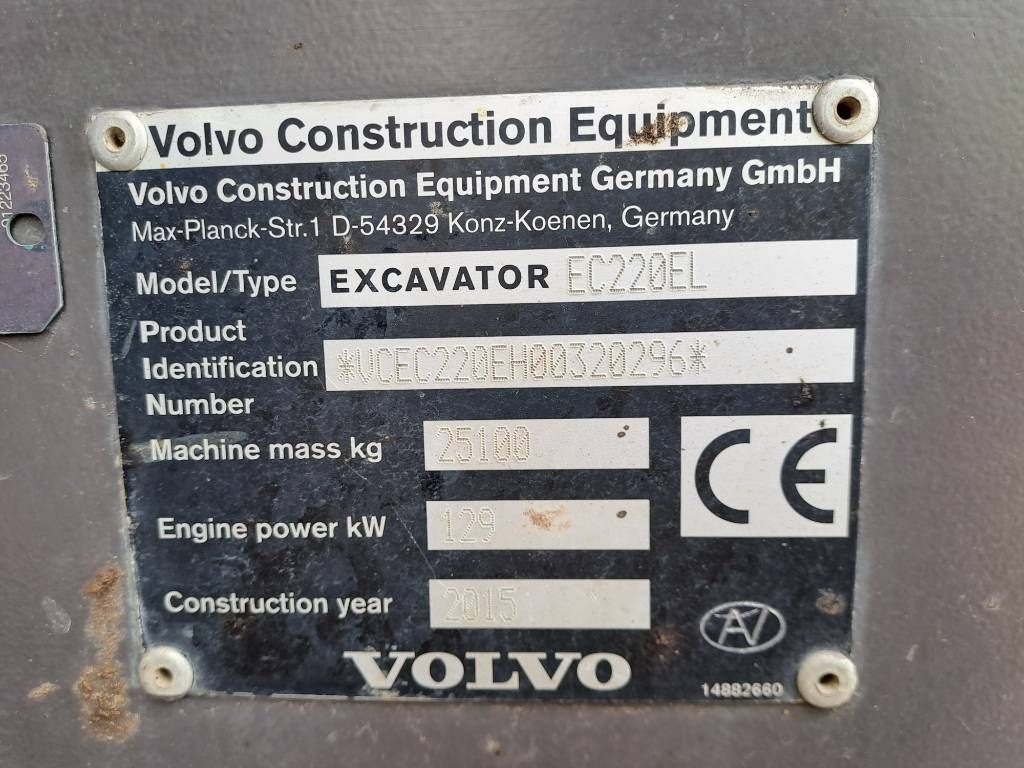 Volvo Construction Equipment
Volvo Construction Equipment Germany GmbH
Max-Planck-Str.1 D-54329 Konz-Koenen, Germany
Model/Type EXCAVATOR EC220EL
Product
Identification *VCEC220EH00320296*
Number
Machine mass kg 25100
CE
Engine power kW 129
Construction year 2015
VOLVO
14882660